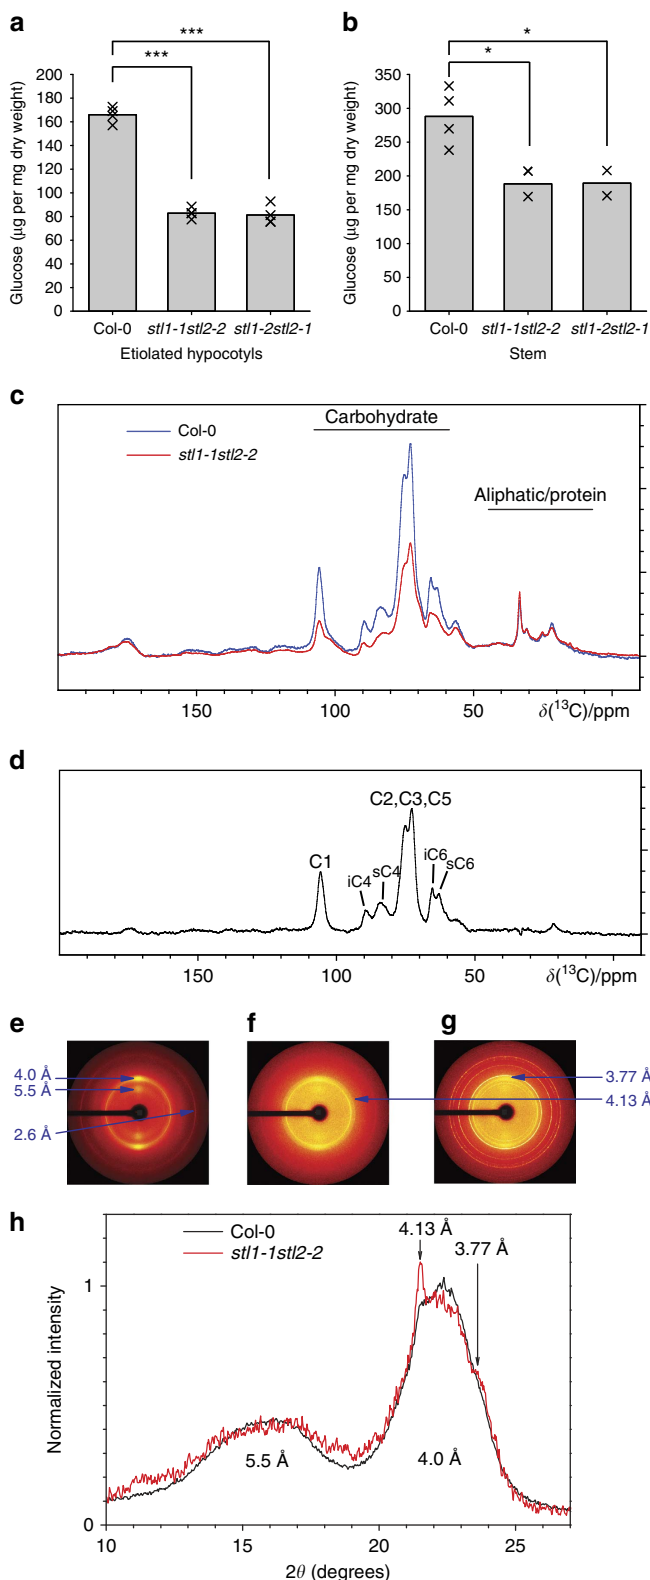 a
***
***
Glucose (µg per mg dry weight)
200
180
160
140
120
100
80
60
40
20
0
Col-0
stl1-1stl2-2
stl1-2stl2-1
Etiolated hypocotyls
b
*
*
Glucose (µg per mg dry weight)
350
300
250
200
150
100
50
0
Col-0
stl1-1stl2-2
stl1-2stl2-1
Stem
c
Col-0
stl1-1stl2-2
Carbohydrate
Aliphatic/protein
150
100
50
δ(¹³C)/ppm
d
C1
iC4
sC4
C2,C3,C5
iC6
sC6
150
100
50
δ(¹³C)/ppm
e
f
g
4.0 Å
5.5 Å
2.6 Å
3.77 Å
4.13 Å
h
Col-0
stl1-1stl2-2
4.13 Å
3.77 Å
Normalized intensity
1
0
5.5 Å
4.0 Å
10
15
20
25
2θ (degrees)